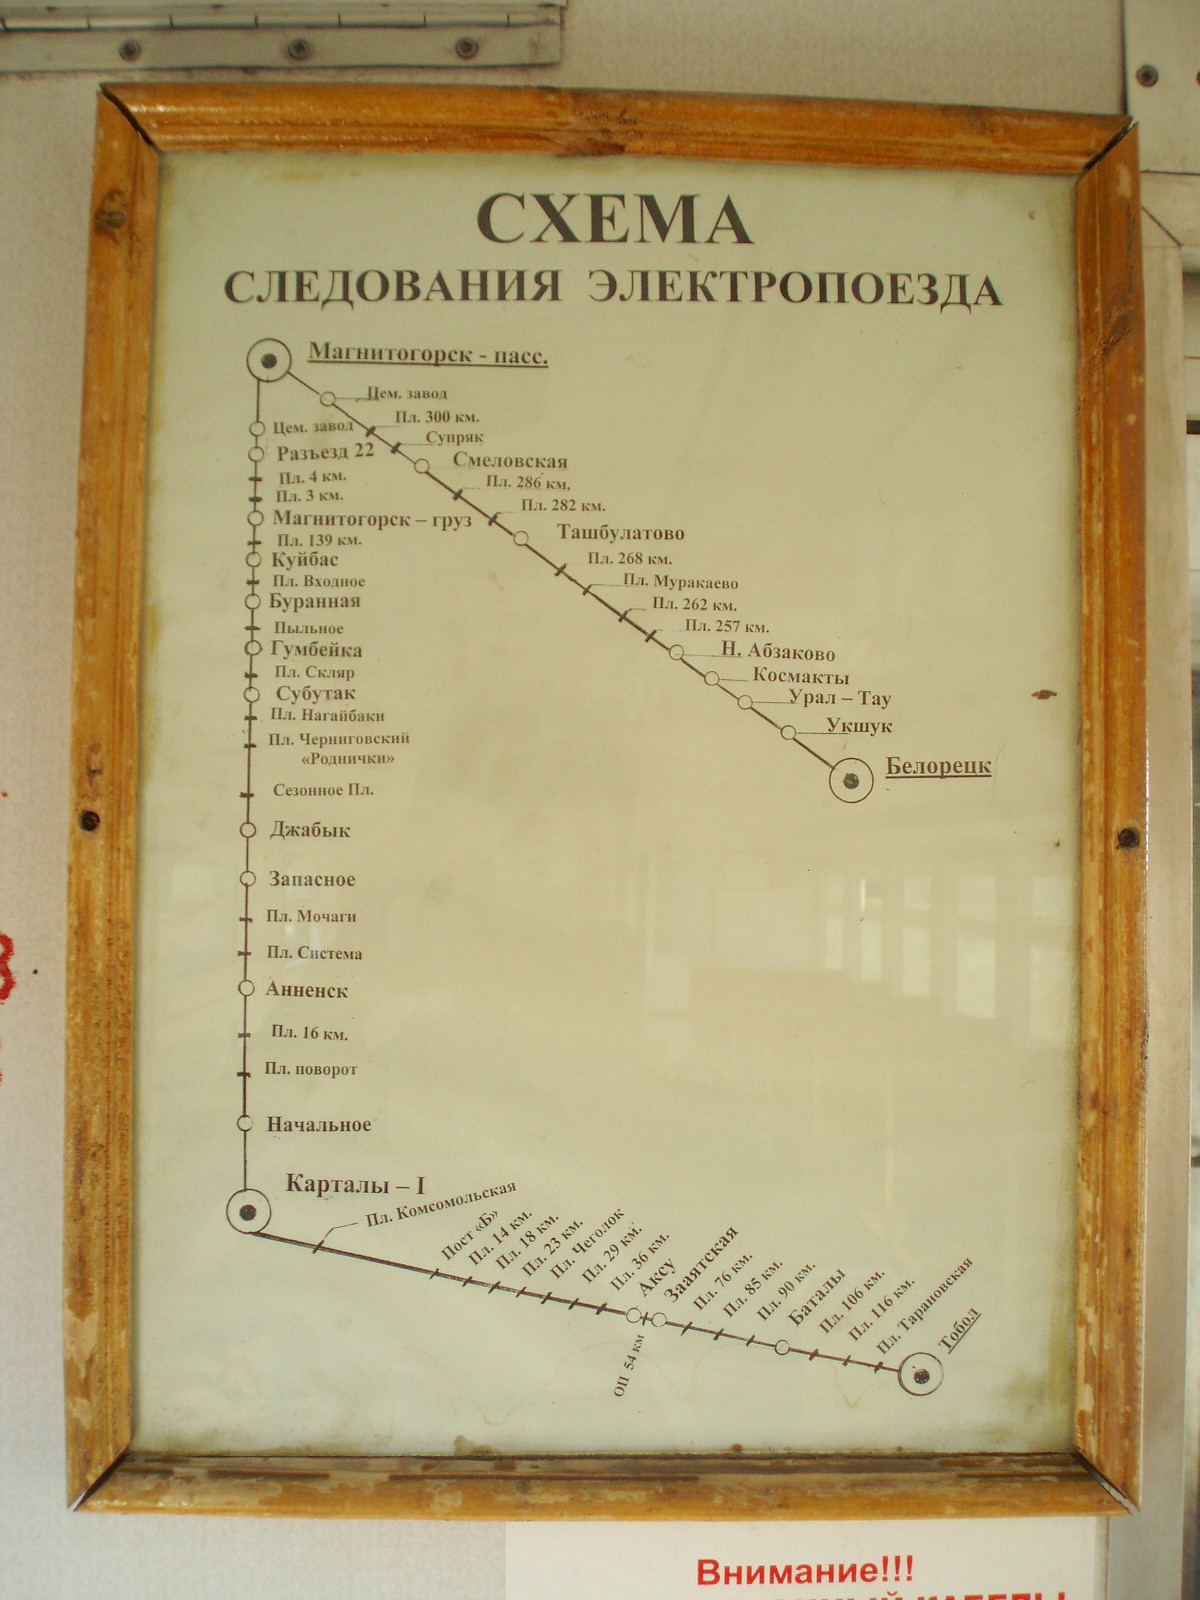 СХЕМА
СЛЕДОВАНИЯ ЭЛЕКТРОПОЕЗДА
Магнитогорск - пасс.
Цем. завод
Пл. 300 км.
Супряк
Смеловская
Пл. 286 км.
Пл. 282 км.
Ташбулатово
Пл. 268 км.
Пл. Муракаево
Пл. 262 км.
Пл. 257 км.
Н. Абзаково
Космакты
Урал – Тау
Укшук
Белорецк
Цем. завод
Разъезд 22
Пл. 4 км.
Пл. 3 км.
Магнитогорск – груз
Пл. 139 км.
Куйбас
Пл. Входное
Буранная
Пыльное
Гумбейка
Пл. Скляр
Субутак
Пл. Нагайбаки
Пл. Черниговский
«Роднички»
Сезонное Пл.
Джабык
Запасное
Пл. Мочаги
Пл. Система
Анненск
Пл. 16 км.
Пл. поворот
Начальное
Карталы – I
Пл. Комсомольская
Пост «Б»
Пл. 14 км.
Пл. 18 км.
Пл. 23 км.
Пл. Чеголок
Пл. 29 км.
Пл. 36 км.
Аксу
ОП 54 км
Зааятская
Пл. 76 км.
Пл. 85 км.
Пл. 90 км.
Баталы
Пл. 106 км.
Пл. 116 км.
Пл. Тарановская
Тобол
Внимание!!!